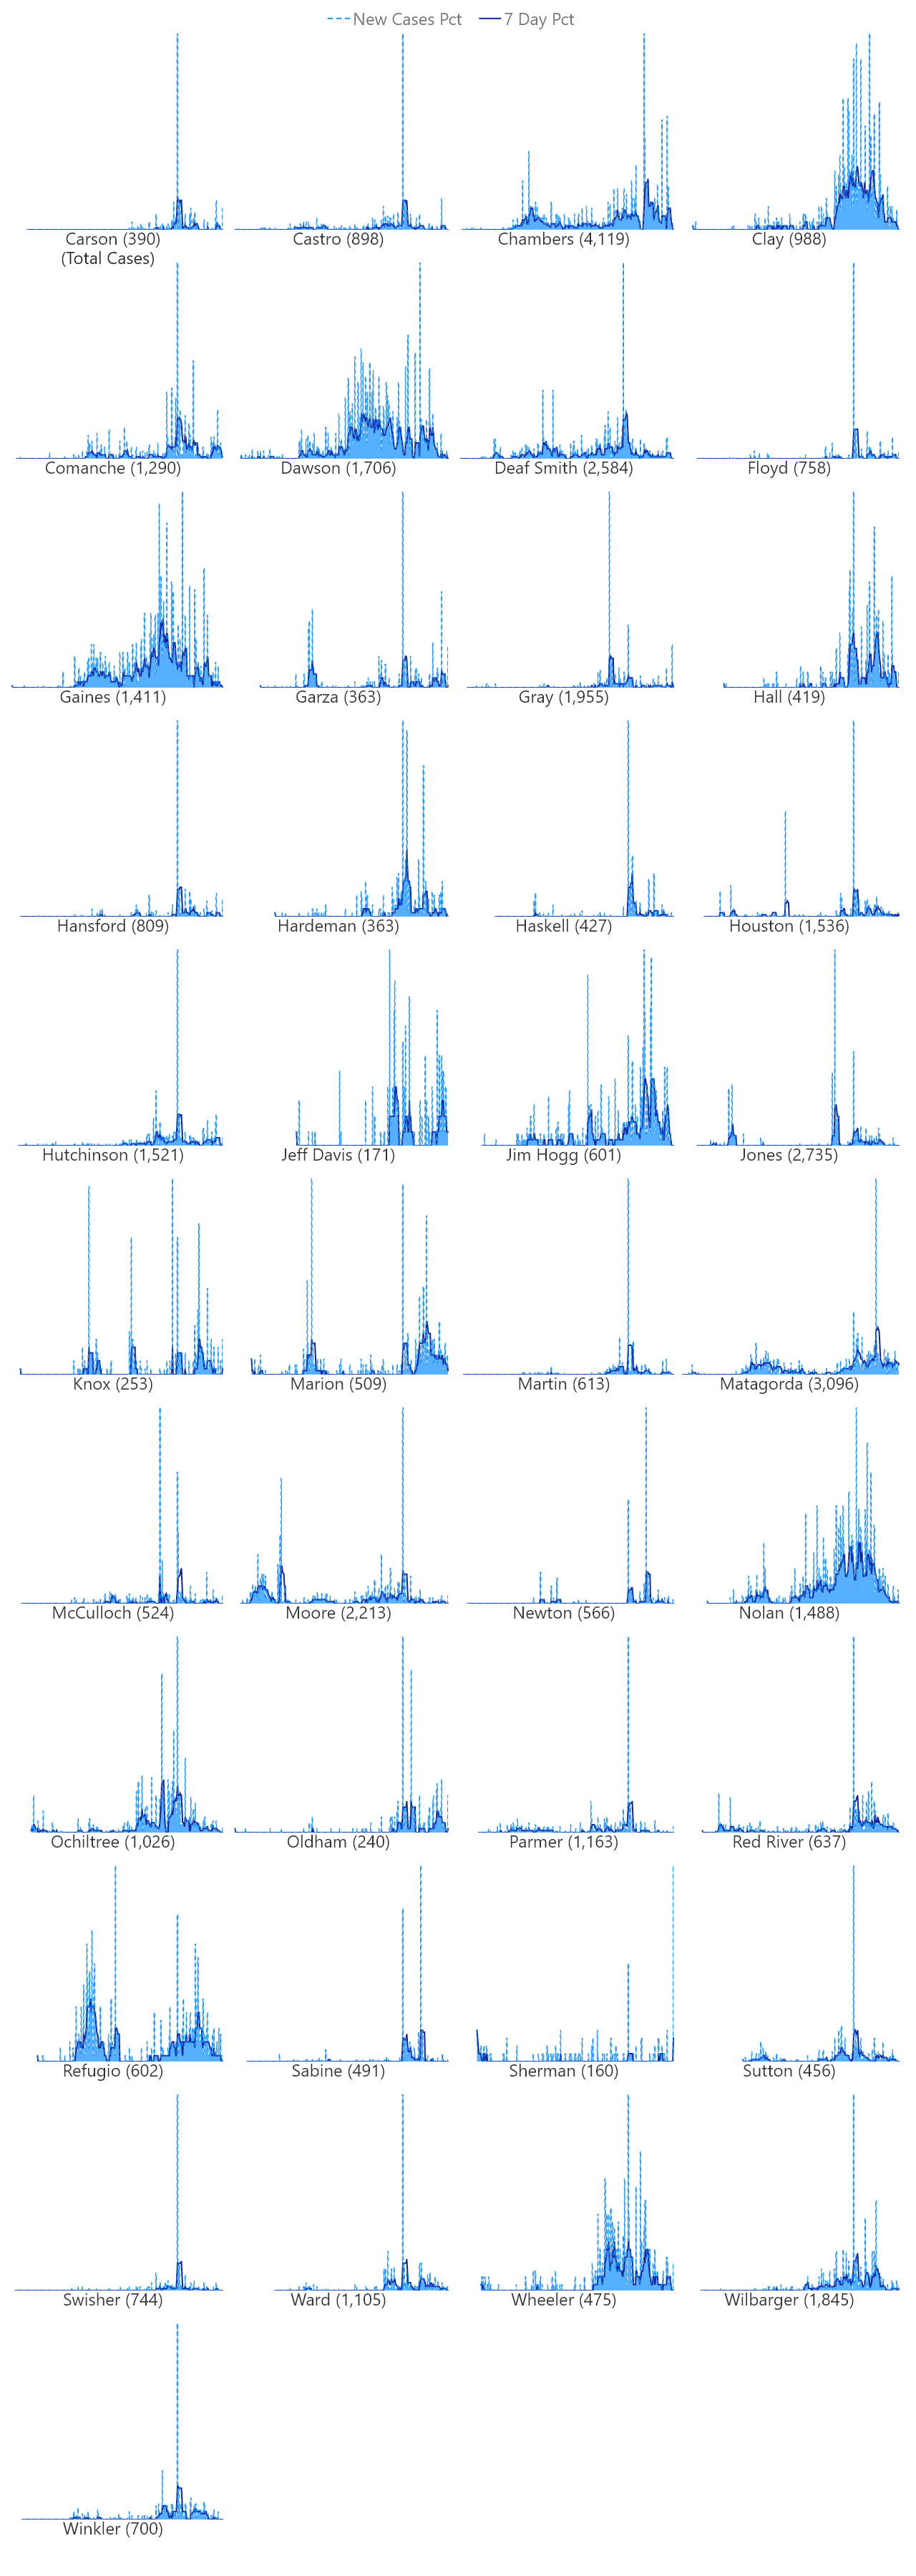 New Cases Pct 7 Day Pct
Carson (390) Castro (898) Chambers (4,119) Clay (988)
(Total Cases)
Comanche (1,290) Dawson (1,706) Deaf Smith (2,584) Floyd (758)
Gaines (1,411) Garza (363) Gray (1,955) Hall (419)
Hansford (809) Hardeman (363) Haskell (427) Houston (1,536)
Hutchinson (1,521) Jeff Davis (171) Jim Hogg (601) Jones (2,735)
Knox (253) Marion (509) Martin (613) Matagorda (3,096)
McCulloch (524) Moore (2,213) Newton (566) Nolan (1,488)
Ochiltree (1,026) Oldham (240) Parmer (1,163) Red River (637)
Refugio (602) Sabine (491) Sherman (160) Sutton (456)
Swisher (744) Ward (1,105) Wheeler (475) Wilbarger (1,845)
Winkler (700)